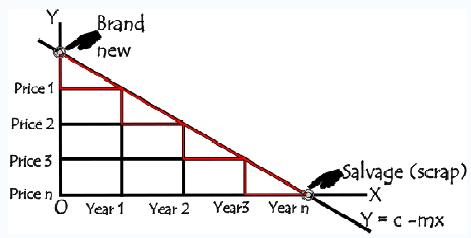 Y
Brand
new
Price 1
Price 2
Price 3
Price n
Salvage (scrap)
X
O
Year 1
Year 2
Year3
Year n
Y = c -mx